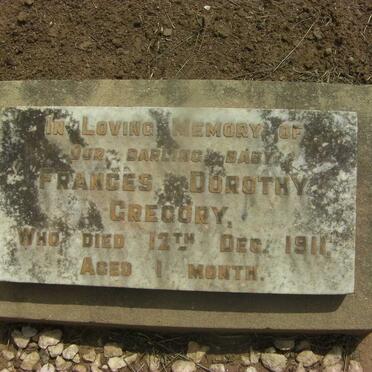 IN LOVING MEMORY OF
OUR DARLING BABY
FRANCES DOROTHY
GREGORY,
WHO DIED 12TH DEC. 1911,
AGED 1 MONTH.